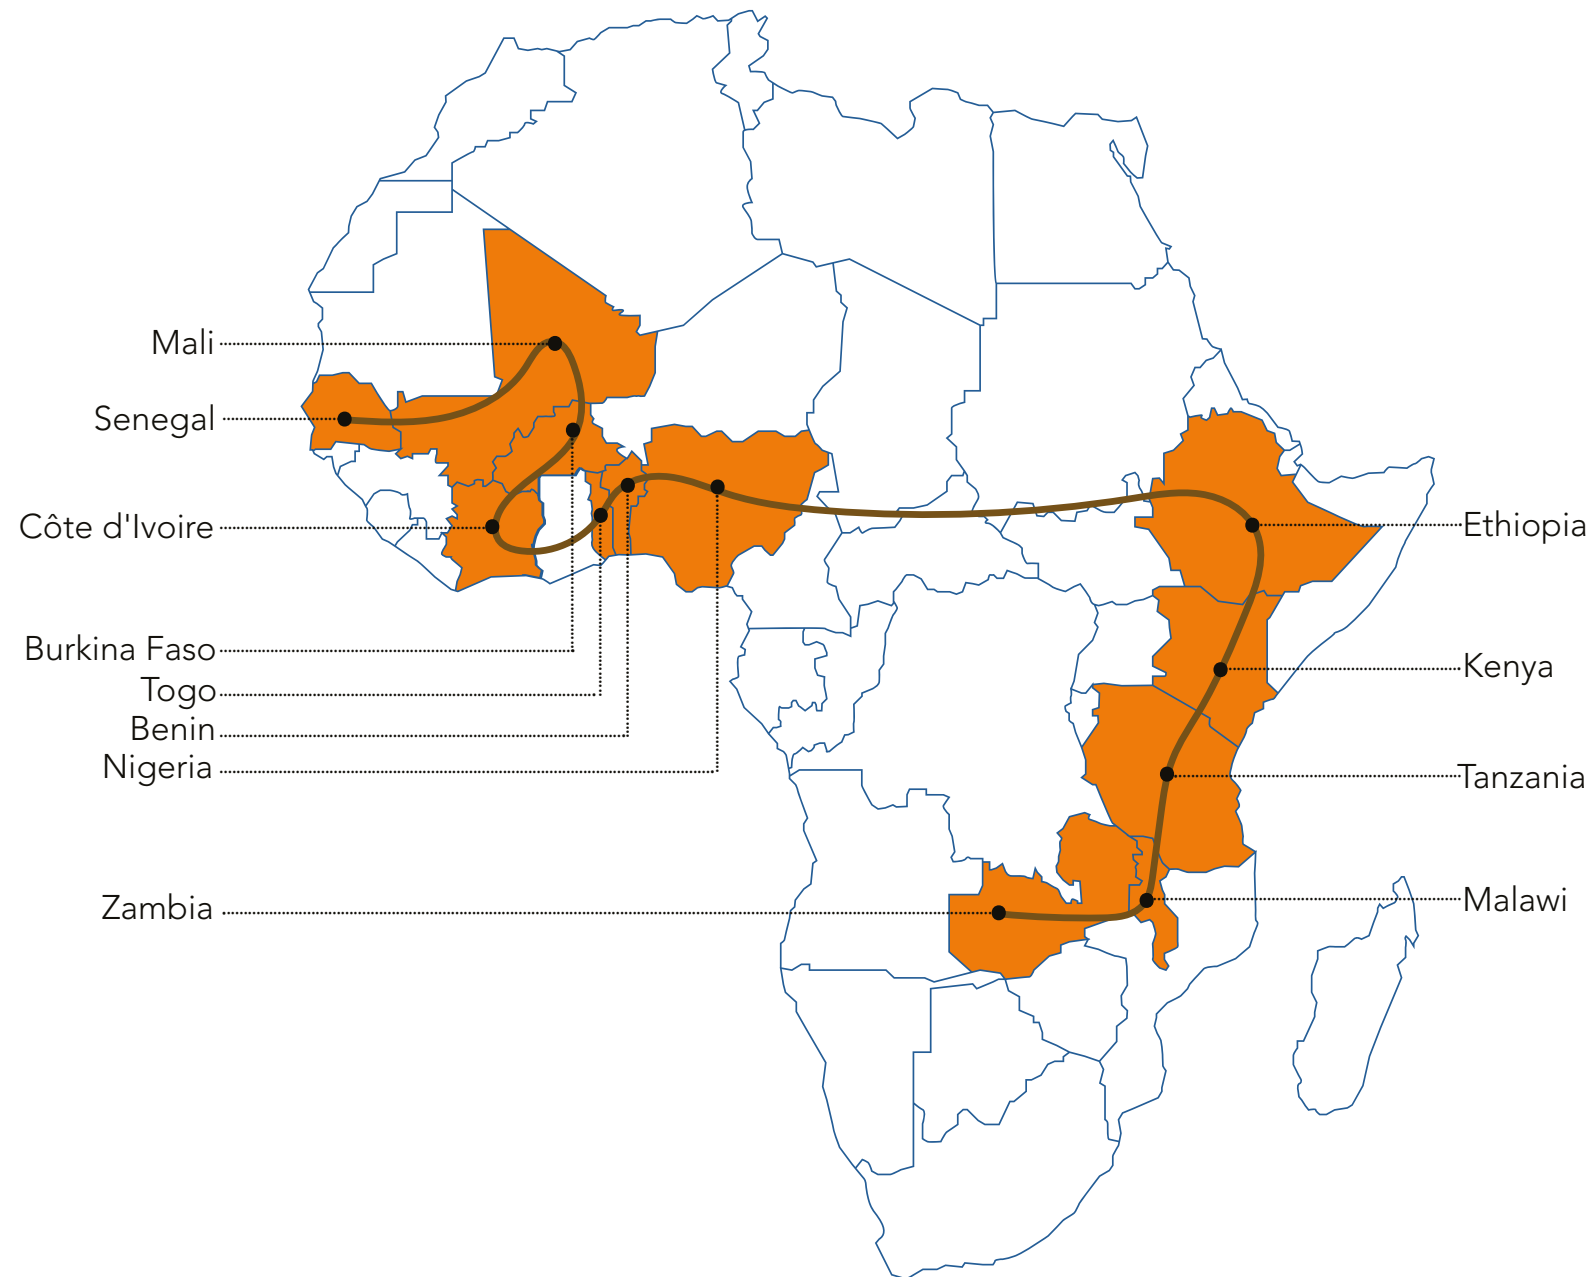 Mali
Senegal
Côte d'Ivoire
Burkina Faso
Togo
Benin
Nigeria
Zambia
Ethiopia
Kenya
Tanzania
Malawi